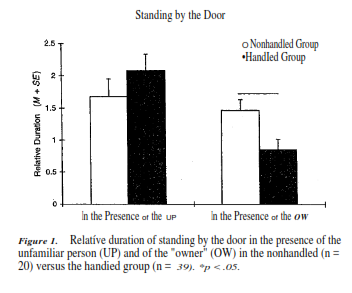 Standing by the Door
2.5
2
1.5
1
0.5
0
Relative Duration (M + SE)
o Nonhandled Group
•Handled Group
In the Presence of the UP
In the Presence of the OW
Figure 1. Relative duration of standing by the door in the presence of the
unfamiliar person (UP) and of the "owner" (OW) in the nonhandled (n =
20) versus the handied group (n = 39). *p < .05.